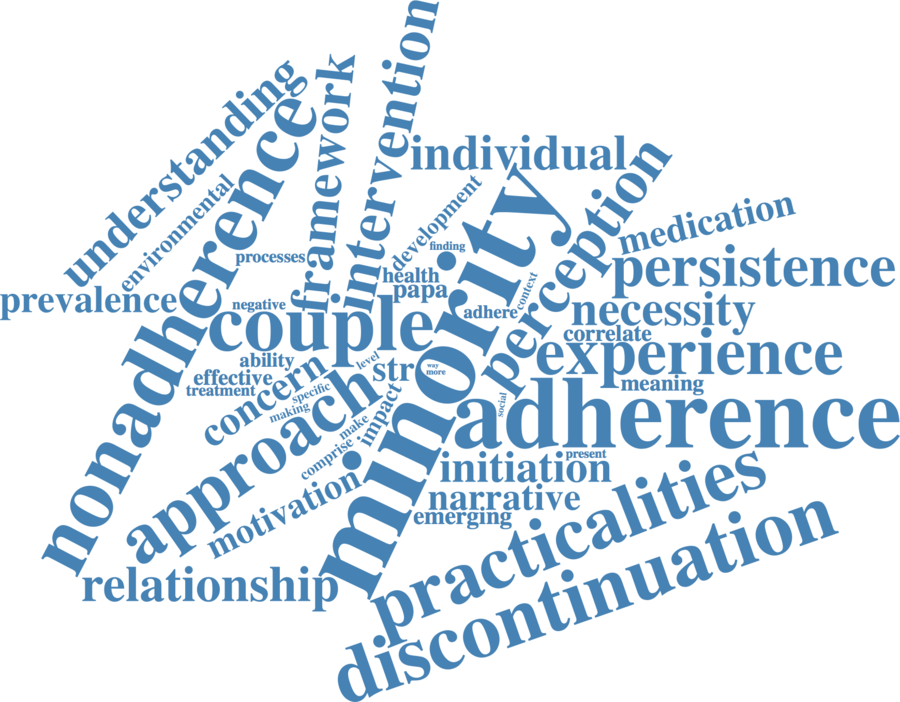 intervention
understanding
framework
nonadherence
individual
environmental
development
minority
perception
medication
processes
finding
health
persistence
prevalence
papa
context
negative
adhere
necessity
couple
correlate
ability
level
str
way
more
experience
effective
concern
treatment
specific
meaning
making
approach
impact
social
adherence
make
comprise
present
motivation
initiation
narrative
emerging
practicalities
relationship
discontinuation